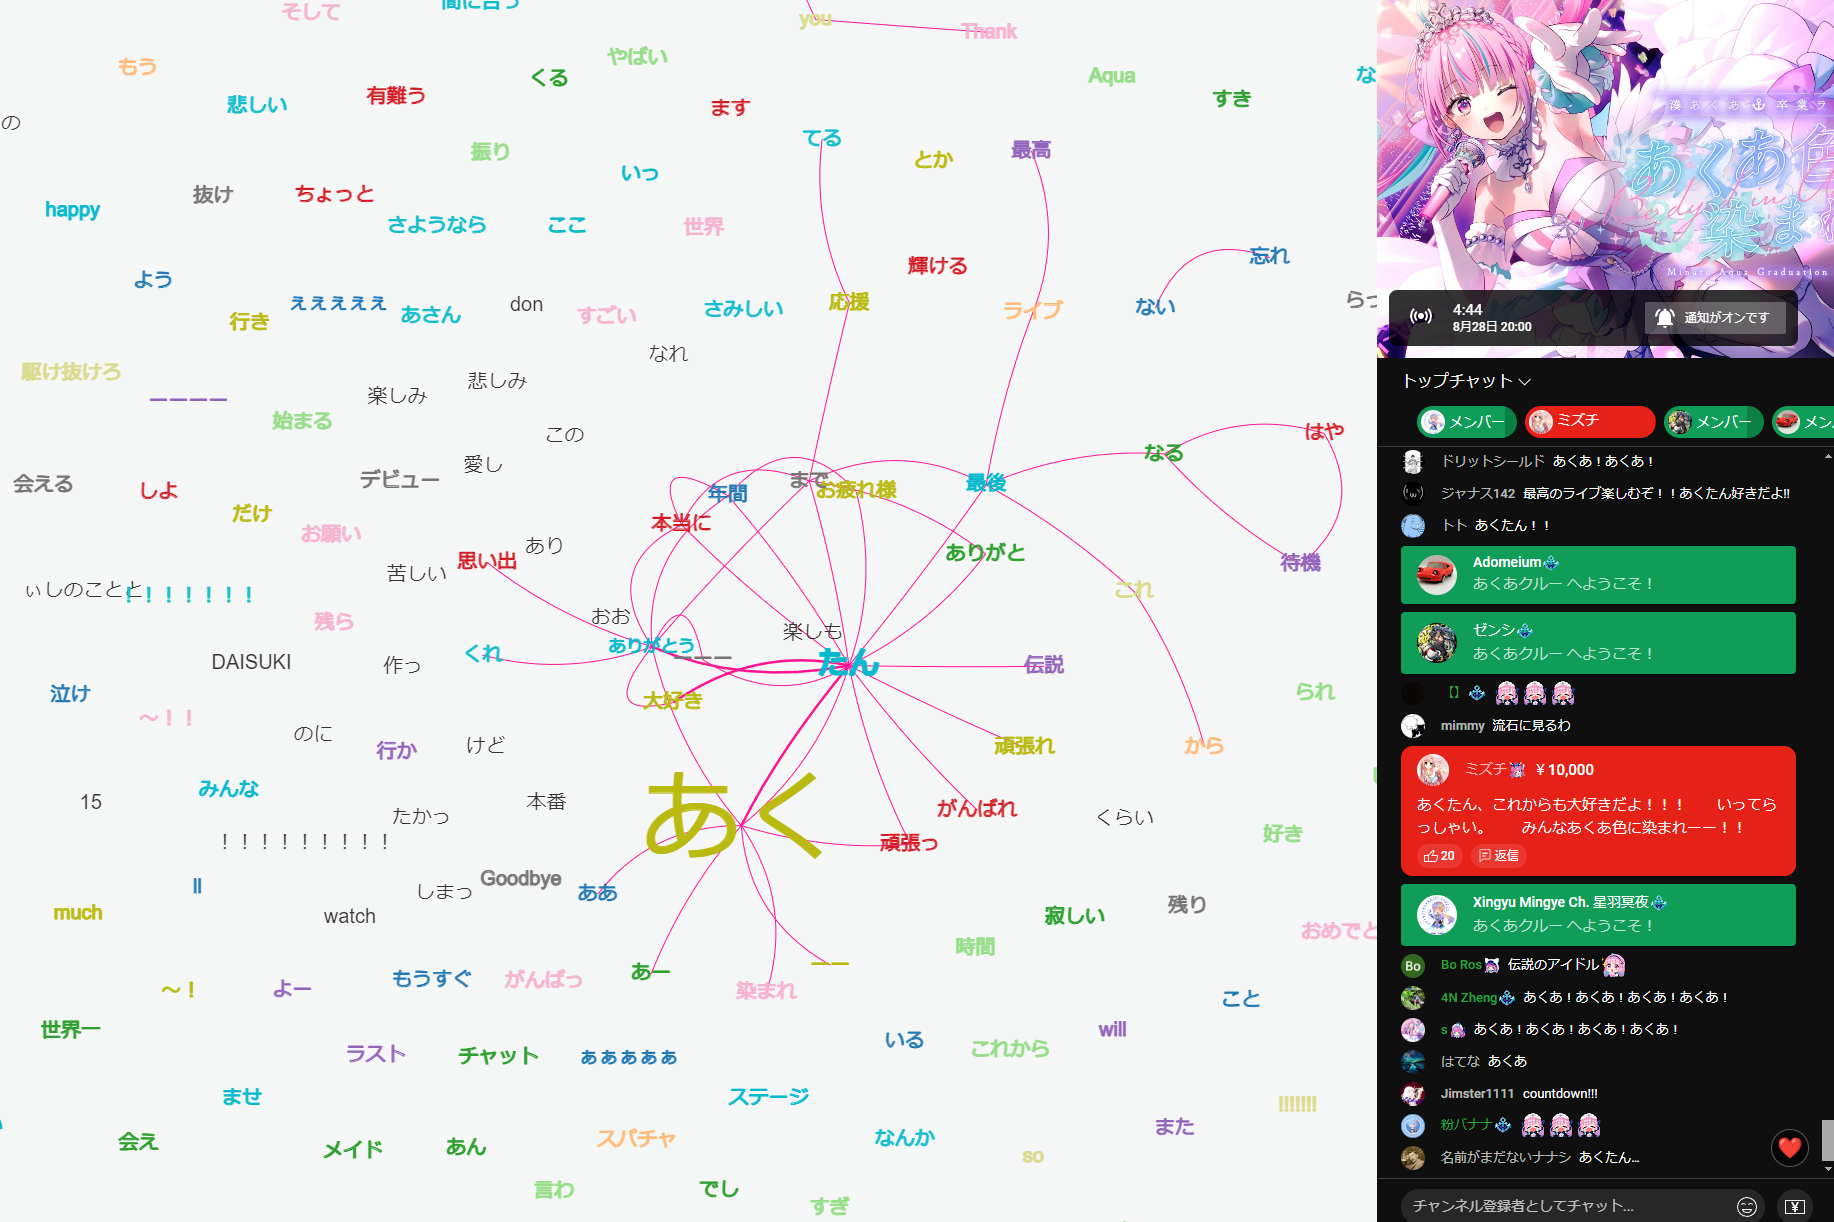 そして
間に合う
you
Thank
もう
やばい
くる
Aqua
な
悲しい
有難う
ます
すき
の
てる
振り
とか
最高
いっ
抜け
ちょっと
happy
さようなら
ここ
世界
忘れ
輝ける
よう
えぇぇぇぇ
行き
あさん
don
すごい
さみしい
応援
ライブ
ない
らっ
なれ
駆け抜けろ
ーーーー
楽しみ
悲しみ
始まる
この
はや
なる
愛し
会える
しよ
デビュー
まで
お疲れ様
最後
年間
だけ
本当に
お願い
あり
ありがと
思い出
待機
苦しい
ぃしのことと
！！！！！！！
これ
残ら
おお
楽しも
ありがとう
くれ
ーーー
たん
DAISUKI
作っ
伝説
泣け
大好き
られ
～！！
のに
行か
けど
頑張れ
から
みんな
15
本番
たかっ
あく
がんばれ
くらい
！！！！！！！！！
頑張っ
好き
ll
しまっ
Goodbye
ああ
much
watch
寂しい
残り
おめでと
時間
ーー
～！
よー
もうすぐ
がんばっ
あー
染まれ
こと
世界一
ラスト
チャット
ぁぁぁぁぁ
いる
これから
will
ませ
ステージ
!!!!!!!
会え
メイド
あん
スパチャ
なんか
また
so
言わ
でし
すぎ
湊あくあ 卒業ラ
あくあ色
染まれ
Minato Aqua Graduation
4:44
8月28日 20:00
通知がオンです
トップチャット
メンバー
ミズチ
メンバー
メン
ドリットシールド あくあ！あくあ！
ジャナス142 最高のライブ楽しむぞ！！あくたん好きだよ!!
トト あくたん！！
Adomeium
あくあクルー へようこそ！
ゼンシ
あくあクルー へようこそ！
【】
mimmy 流石に見るわ
ミズチ ￥10,000
あくたん、これからも大好きだよ！！！　　いってら
っしゃい。　　みんなあくあ色に染まれーー！！
20 返信
Xingyu Mingye Ch. 星羽冥夜
あくあクルー へようこそ！
Bo Bo Ros 伝説のアイドル
4N Zheng あくあ！あくあ！あくあ！あくあ！
s あくあ！あくあ！あくあ！あくあ！
はてな あくあ
Jimster1111 countdown!!!
粉バナナ
名前がまだないナナシ あくたん...
チャンネル登録者としてチャット...